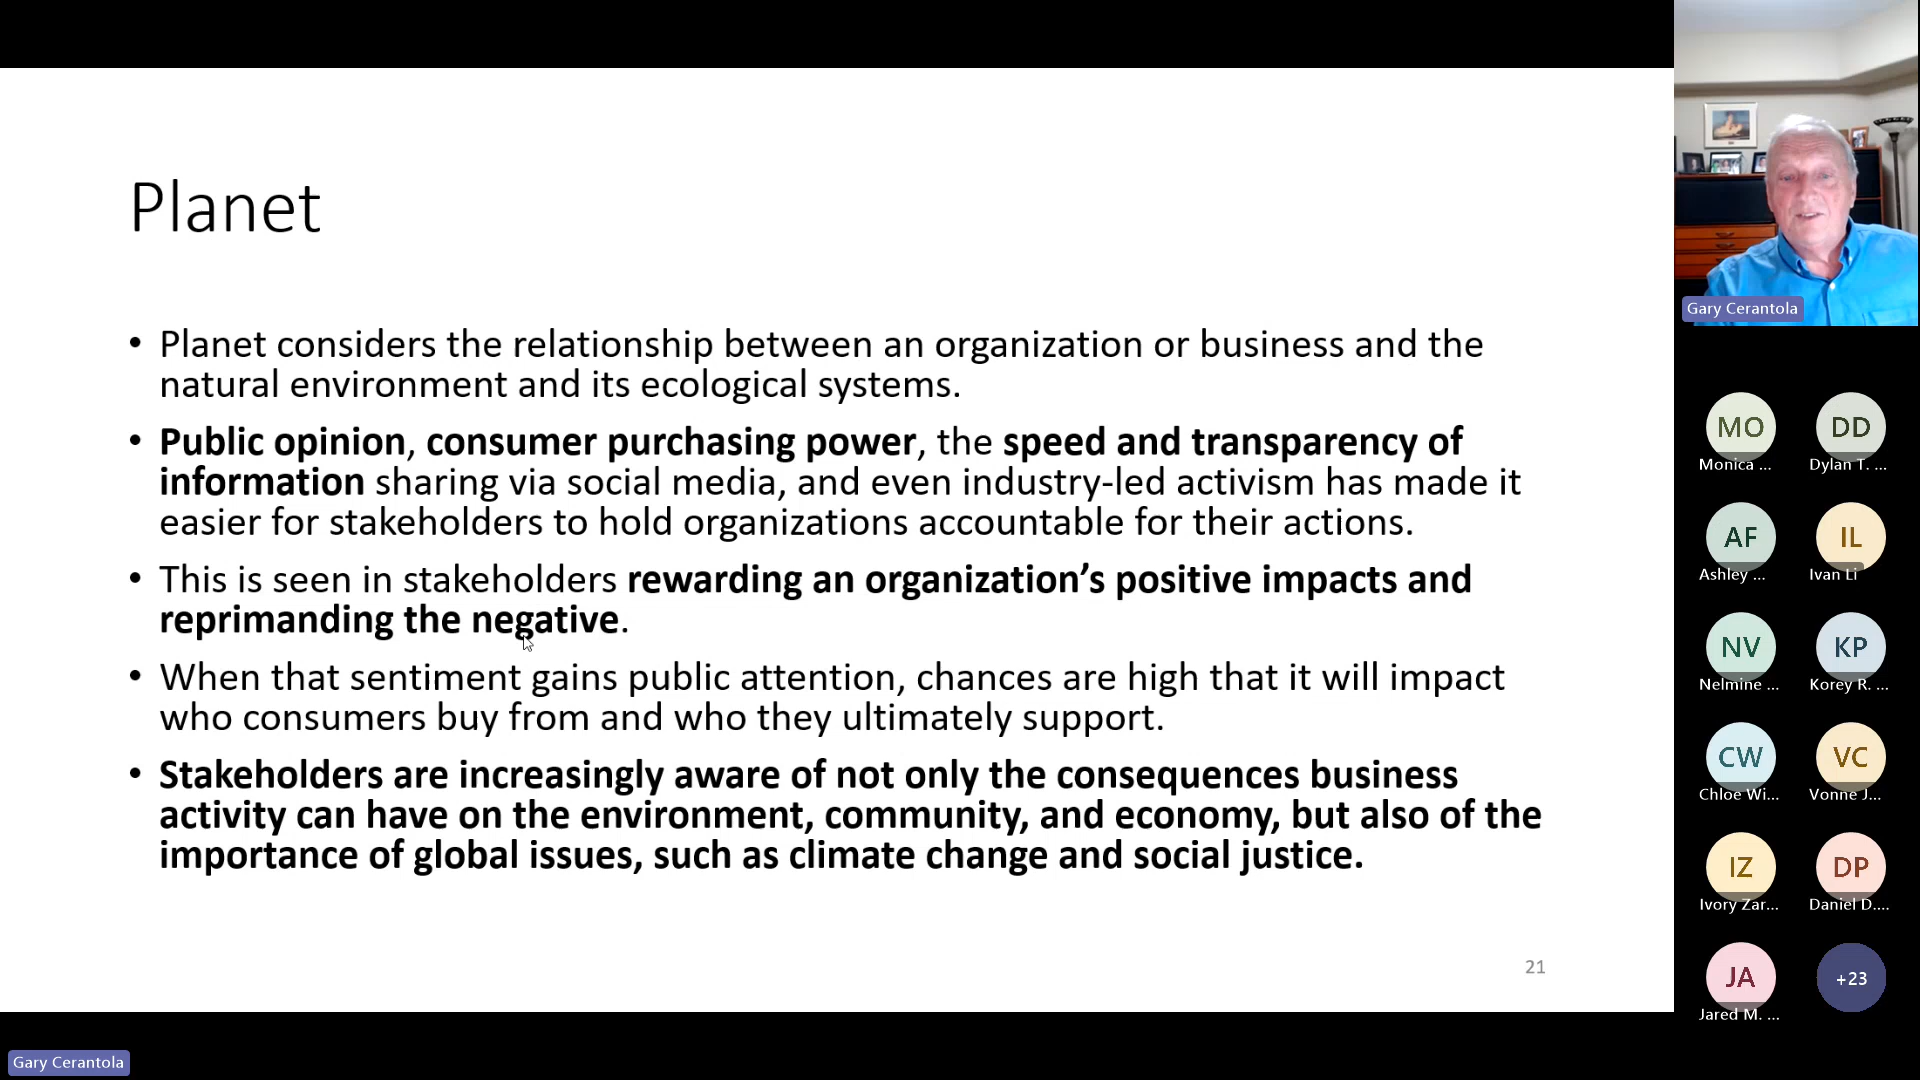 Planet
• Planet considers the relationship between an organization or business and the
natural environment and its ecological systems.
• Public opinion, consumer purchasing power, the speed and transparency of
information sharing via social media, and even industry-led activism has made it
easier for stakeholders to hold organizations accountable for their actions.
• This is seen in stakeholders rewarding an organization’s positive impacts and
reprimanding the negative.
• When that sentiment gains public attention, chances are high that it will impact
who consumers buy from and who they ultimately support.
• Stakeholders are increasingly aware of not only the consequences business
activity can have on the environment, community, and economy, but also of the
importance of global issues, such as climate change and social justice.
21
Gary Cerantola
Gary Cerantola
MO DD
Monica ... Dylan T. ...
AF IL
Ashley ... Ivan Li
NV KP
Nelmine ... Korey R. ...
CW VC
Chloe Wi... Vonne J...
IZ DP
Ivory Zar... Daniel D....
JA +23
Jared M. ...